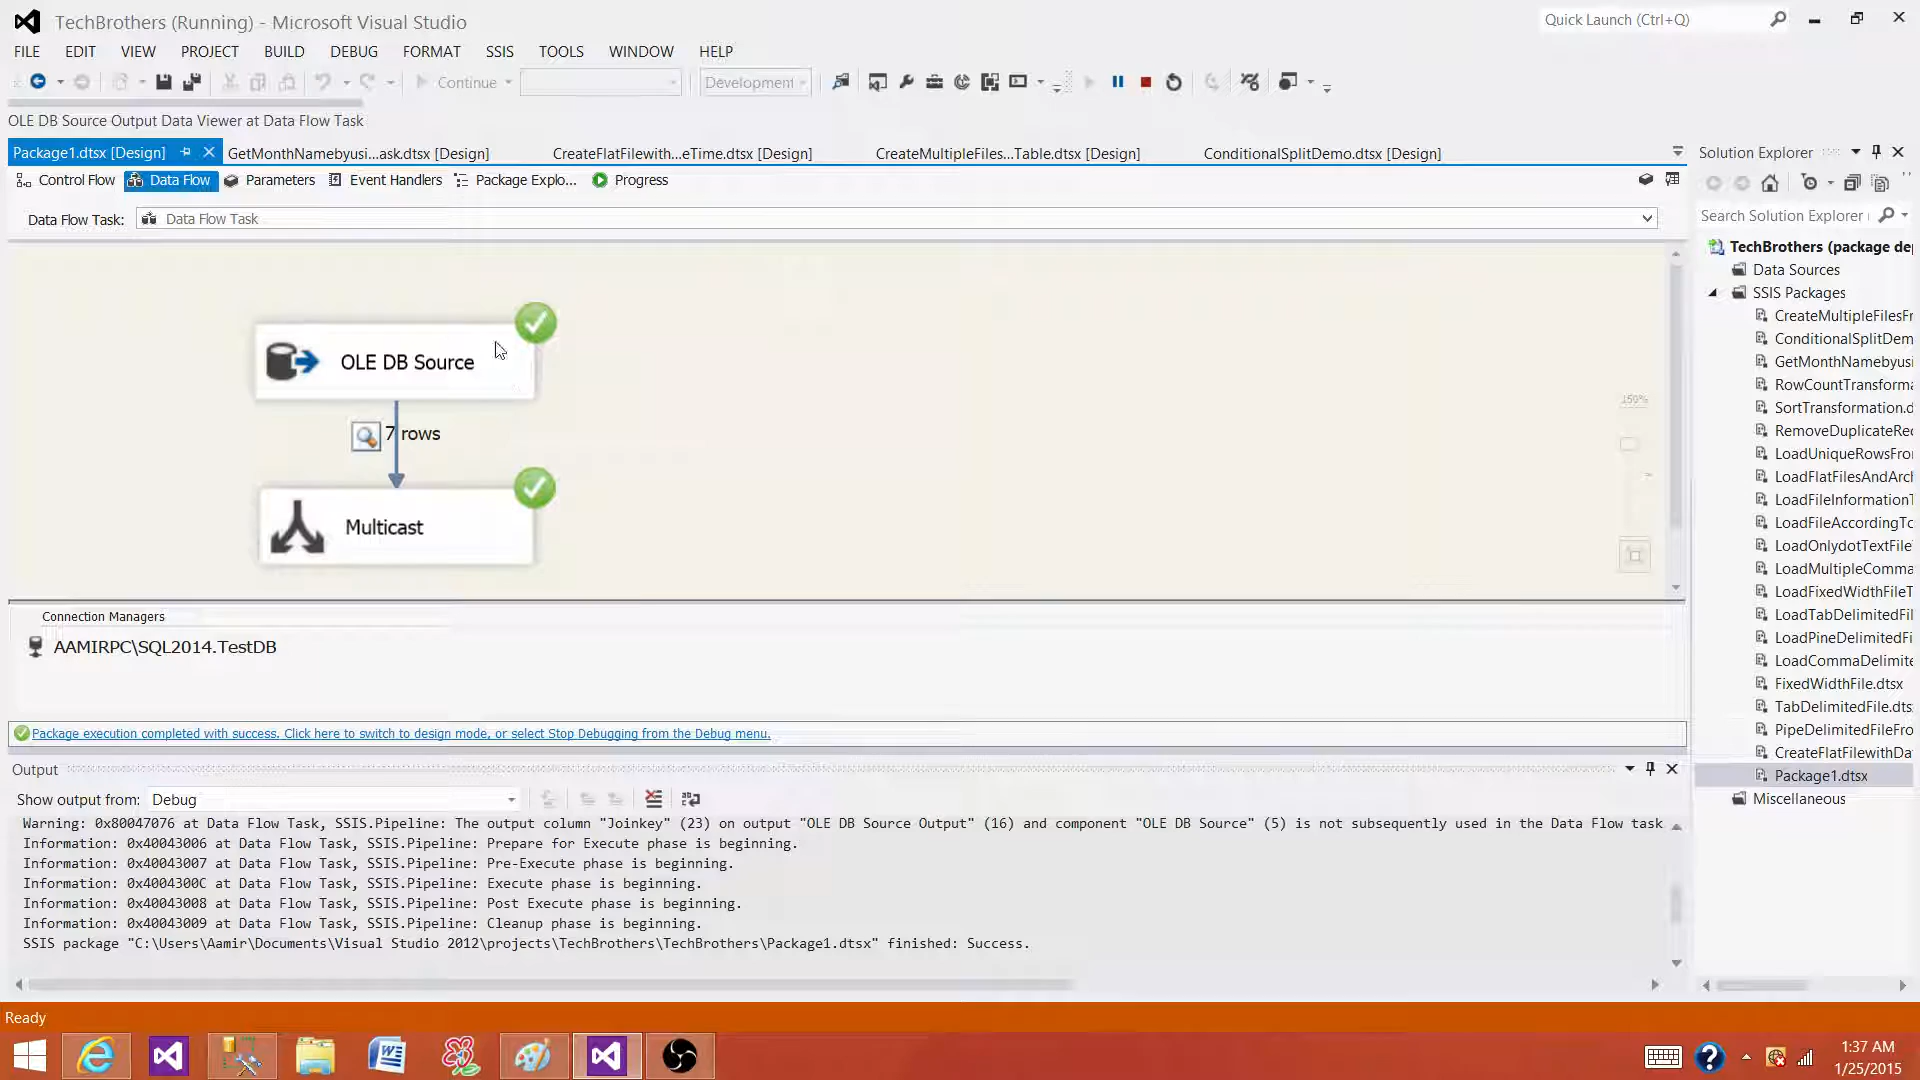 TechBrothers (Running) - Microsoft Visual Studio
Quick Launch (Ctrl+Q)
FILE EDIT VIEW PROJECT BUILD DEBUG FORMAT SSIS TOOLS WINDOW HELP
Continue Development
OLE DB Source Output Data Viewer at Data Flow Task
Package1.dtsx [Design] GetMonthNamebyusi...ask.dtsx [Design] CreateFlatFilewith...eTime.dtsx [Design] CreateMultipleFiles...Table.dtsx [Design] ConditionalSplitDemo.dtsx [Design]
Control Flow Data Flow Parameters Event Handlers Package Explo... Progress
Data Flow Task: Data Flow Task
OLE DB Source
7 rows
Multicast
150%
Connection Managers
AAMIRPC\SQL2014.TestDB
Package execution completed with success. Click here to switch to design mode, or select Stop Debugging from the Debug menu.
Output
Show output from: Debug
Warning: 0x80047076 at Data Flow Task, SSIS.Pipeline: The output column "Joinkey" (23) on output "OLE DB Source Output" (16) and component "OLE DB Source" (5) is not subsequently used in the Data Flow task
Information: 0x40043006 at Data Flow Task, SSIS.Pipeline: Prepare for Execute phase is beginning.
Information: 0x40043007 at Data Flow Task, SSIS.Pipeline: Pre-Execute phase is beginning.
Information: 0x4004300C at Data Flow Task, SSIS.Pipeline: Execute phase is beginning.
Information: 0x40043008 at Data Flow Task, SSIS.Pipeline: Post Execute phase is beginning.
Information: 0x40043009 at Data Flow Task, SSIS.Pipeline: Cleanup phase is beginning.
SSIS package "C:\Users\Aamir\Documents\Visual Studio 2012\projects\TechBrothers\TechBrothers\Package1.dtsx" finished: Success.
Solution Explorer
Search Solution Explorer
TechBrothers (package de
Data Sources
SSIS Packages
CreateMultipleFilesFr
ConditionalSplitDem
GetMonthNamebyusi
RowCountTransforma
SortTransformation.d
RemoveDuplicateRec
LoadUniqueRowsFror
LoadFlatFilesAndArch
LoadFileInformationT
LoadFileAccordingTo
LoadOnlydotTextFile
LoadMultipleComma
LoadFixedWidthFileT
LoadTabDelimitedFil
LoadPineDelimitedFi
LoadCommaDelimite
FixedWidthFile.dtsx
TabDelimitedFile.dts
PipeDelimitedFileFro
CreateFlatFilewithDa
Package1.dtsx
Miscellaneous
Ready
1:37 AM
1/25/2015